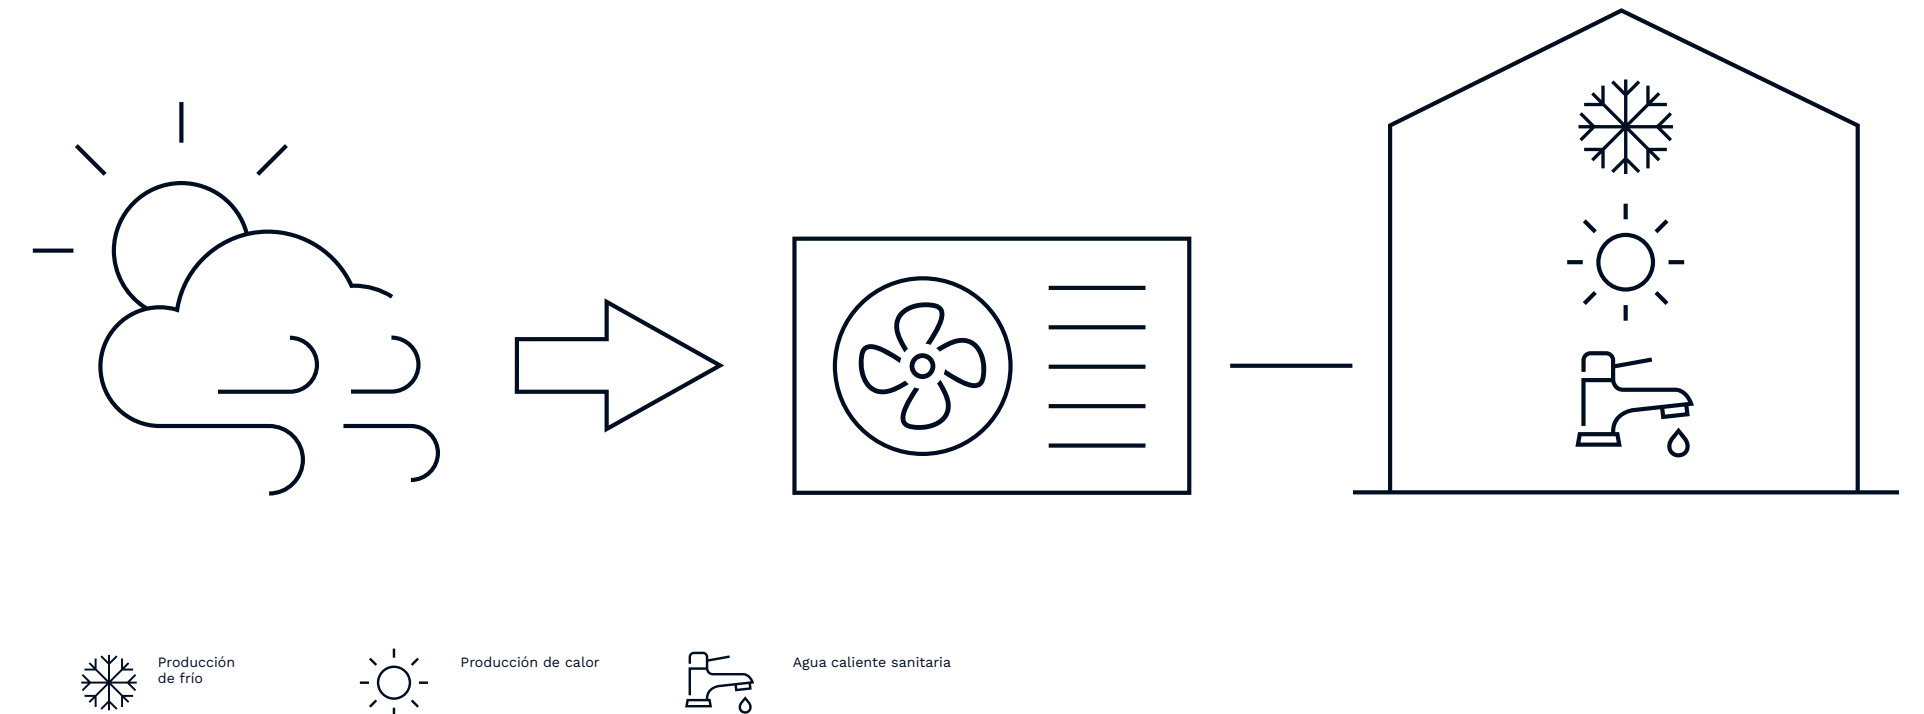 Producción
de frío
Producción de calor
Agua caliente sanitaria